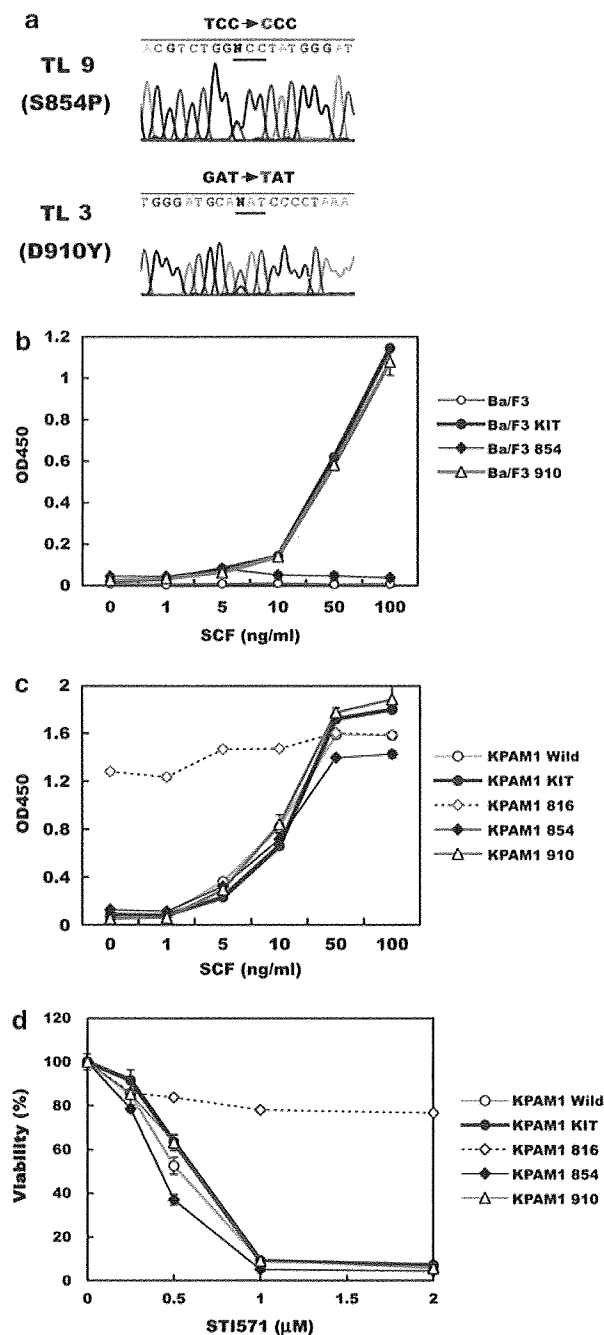 a
TCC→CCC
ACGTCTGGNCCTATGGGAT
TL 9
(S854P)
GAT→TAT
TGGGATGCANATCCCCTAAA
TL 3
(D910Y)
b
1.2
1
0.8
0.6
0.4
0.2
0
OD450
0 1 5 10 50 100
SCF (ng/ml)
Ba/F3
Ba/F3 KIT
Ba/F3 854
Ba/F3 910
c
2
1.6
1.2
0.8
0.4
0
OD450
0 1 5 10 50 100
SCF (ng/ml)
KPAM1 Wild
KPAM1 KIT
KPAM1 816
KPAM1 854
KPAM1 910
d
120
100
80
60
40
20
0
Viability (%)
0 0.5 1 1.5 2
STI571 (μM)
KPAM1 Wild
KPAM1 KIT
KPAM1 816
KPAM1 854
KPAM1 910